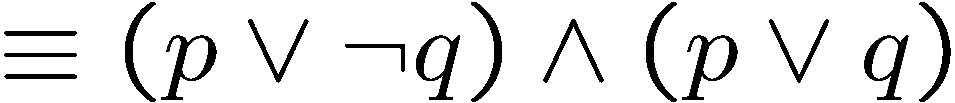 ≡ (p ∨ ¬q) ∧ (p ∨ q)